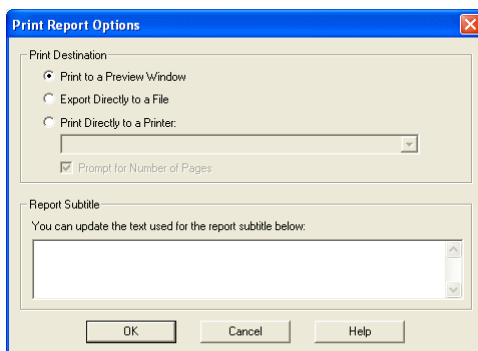 Print Report Options
Print Destination
Print to a Preview Window
Export Directly to a File
Print Directly to a Printer:
Prompt for Number of Pages
Report Subtitle
You can update the text used for the report subtitle below:
OK Cancel Help